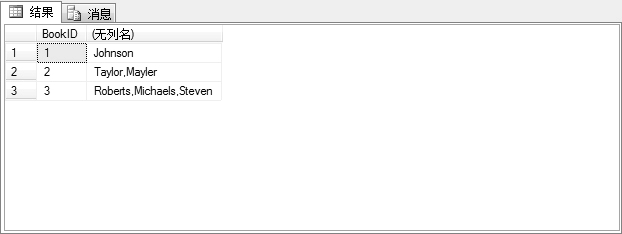 结果 消息
BookID (无列名)
1 1 Johnson
2 2 Taylor,Mayler
3 3 Roberts,Michaels,Steven